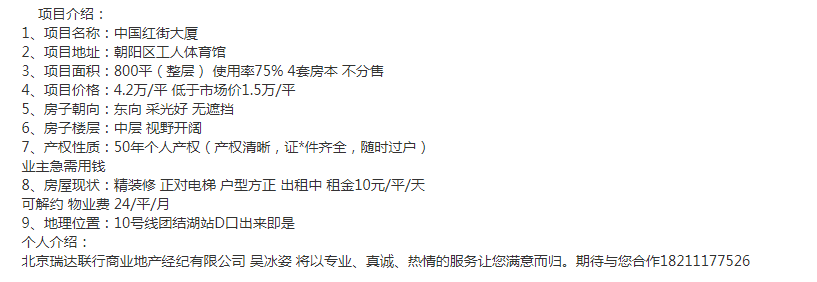 项目介绍：
1、项目名称：中国红街大厦
2、项目地址：朝阳区工人体育馆
3、项目面积：800平（整层） 使用率75% 4套房本 不分售
4、项目价格：4.2万/平 低于市场价1.5万/平
5、房子朝向：东向 采光好 无遮挡
6、房子楼层：中层 视野开阔
7、产权性质：50年个人产权（产权清晰，证*件齐全，随时过户）
业主急需用钱
8、房屋现状：精装修 正对电梯 户型方正 出租中 租金10元/平/天
可解约 物业费 24/平/月
9、地理位置：10号线团结湖站D口出来即是
个人介绍：
北京瑞达联行商业地产经纪有限公司 吴冰姿 将以专业、真诚、热情的服务让您满意而归。期待与您合作18211177526